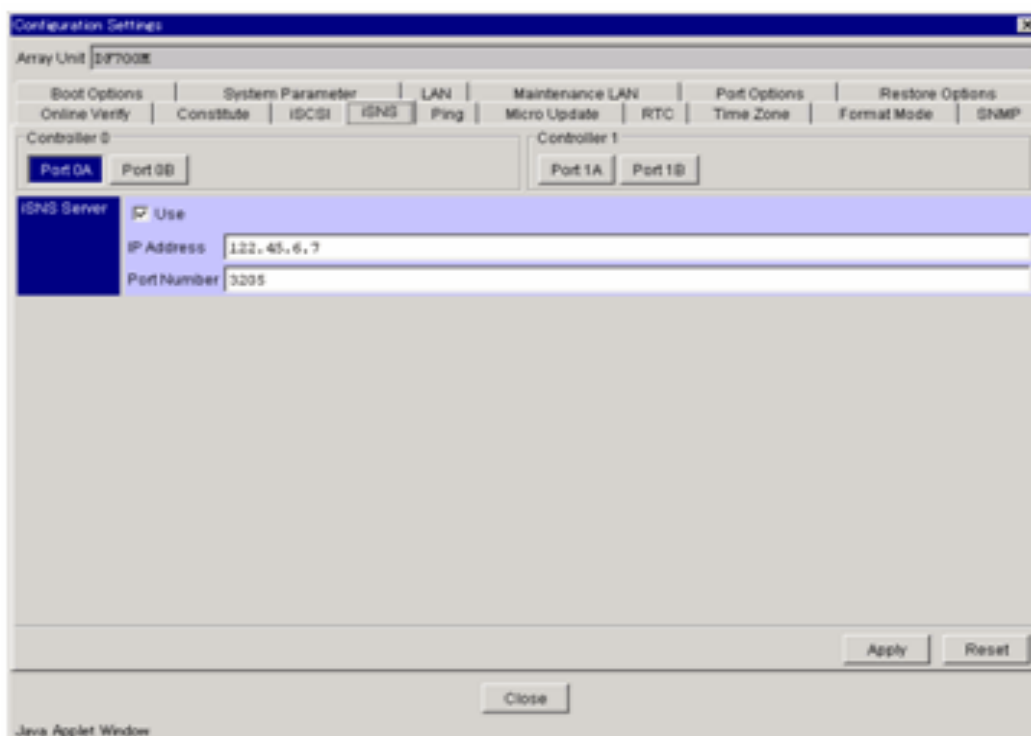 Configuration Settings
Array Unit DF700M
Boot Options System Parameter LAN Maintenance LAN Port Options Restore Options
Online Verify Constitute iSCSI iSNS Ping Micro Update RTC Time Zone Format Mode SNMP
Controller 0 Controller 1
Port 0A Port 0B Port 1A Port 1B
iSNS Server Use
IP Address 122.45.6.7
Port Number 3205
Apply Reset
Close
Java Applet Window